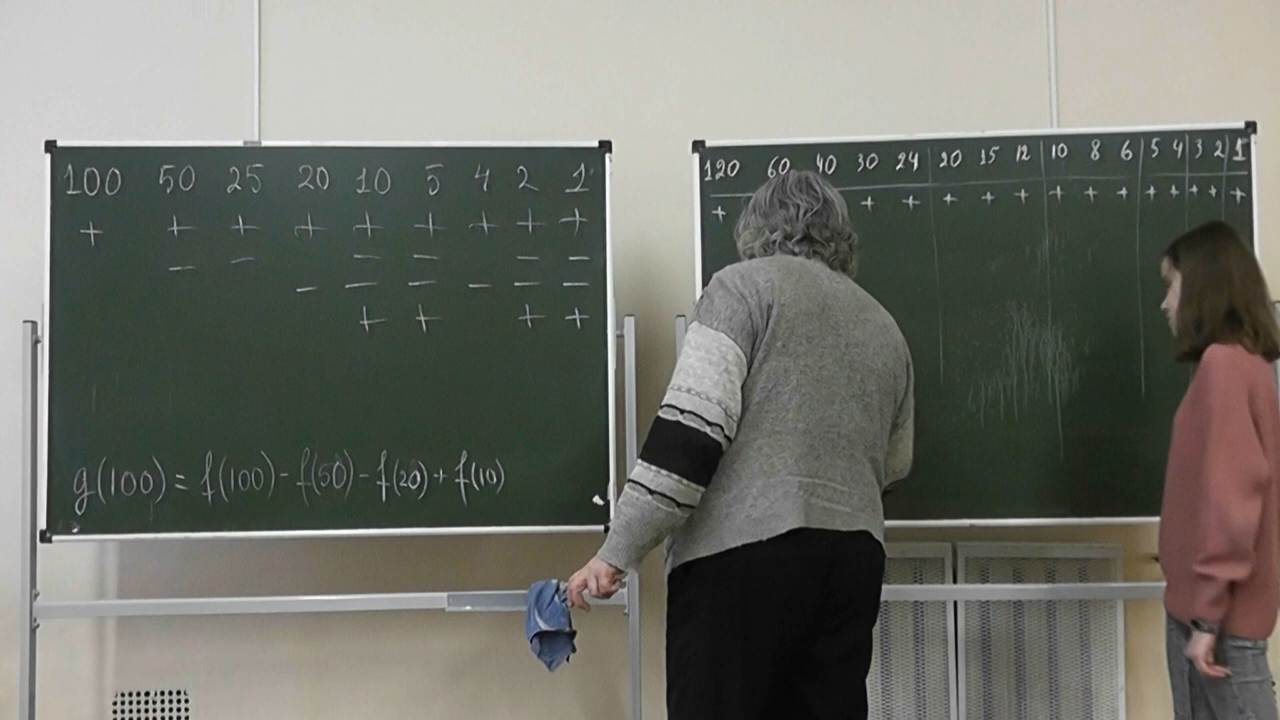 100 50 25 20 10 5 4 2 1
+ + + + + + + + +
- - - - - -
- - - - - -
+ + + +
g(100) = f(100) - f(50) - f(20) + f(10)
120 60 40 30 24 20 15 12 10 8 6 5 4 3 2 1
+ + + + + + + + + + + + + +